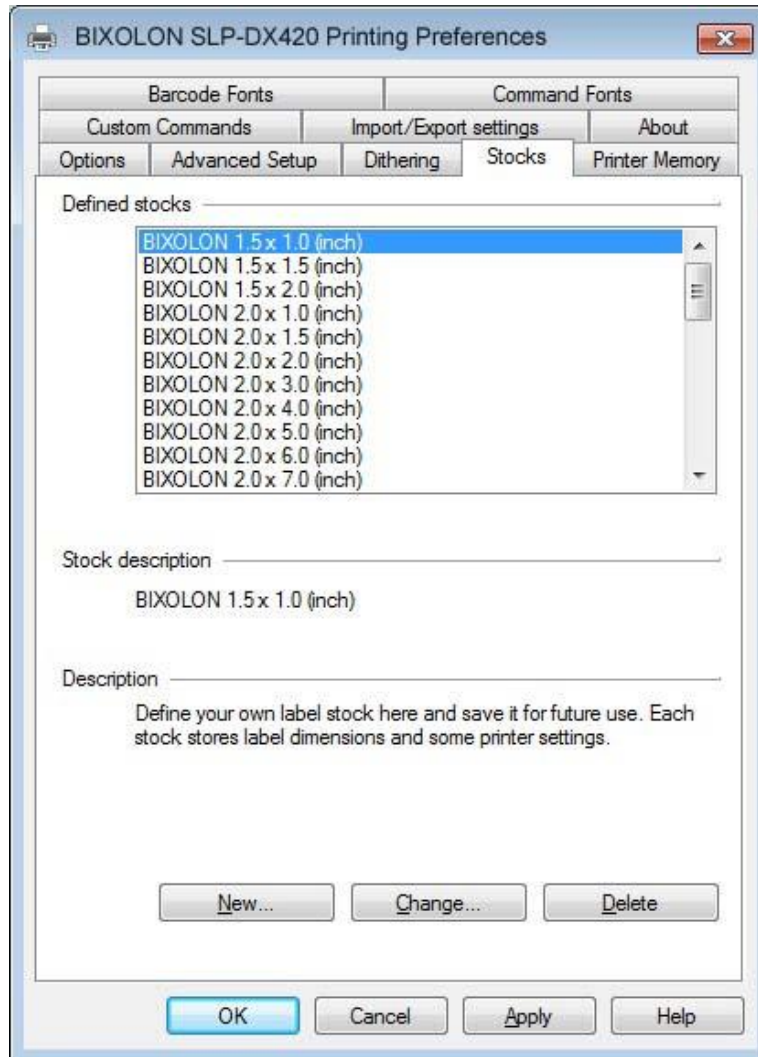 BIXOLON SLP-DX420 Printing Preferences
Barcode Fonts Command Fonts
Custom Commands Import/Export settings About
Options Advanced Setup Dithering Stocks Printer Memory
Defined stocks
BIXOLON 1.5 x 1.0 (inch)
BIXOLON 1.5 x 1.5 (inch)
BIXOLON 1.5 x 2.0 (inch)
BIXOLON 2.0 x 1.0 (inch)
BIXOLON 2.0 x 1.5 (inch)
BIXOLON 2.0 x 2.0 (inch)
BIXOLON 2.0 x 3.0 (inch)
BIXOLON 2.0 x 4.0 (inch)
BIXOLON 2.0 x 5.0 (inch)
BIXOLON 2.0 x 6.0 (inch)
BIXOLON 2.0 x 7.0 (inch)
Stock description
BIXOLON 1.5 x 1.0 (inch)
Description
Define your own label stock here and save it for future use. Each
stock stores label dimensions and some printer settings.
New... Change... Delete
OK Cancel Apply Help